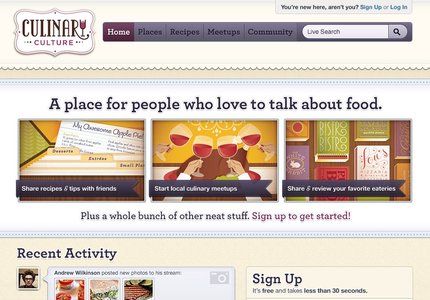 You're new here, aren't you? Sign Up or Log In
CULINARY
CULTURE
Home Places Recipes Meetups Community Live Search
A place for people who love to talk about food.
My Awesome Apple Pie!
Desserts
Entrées
Small Plates
BISTRO
BISTRO
Share recipes & tips with friends
Start local culinary meetups
Share & review your favorite eateries
Plus a whole bunch of other neat stuff. Sign up to get started!
Recent Activity
Andrew Wilkinson posted new photos to his stream:
Sign Up
It's free and takes less than 30 seconds.